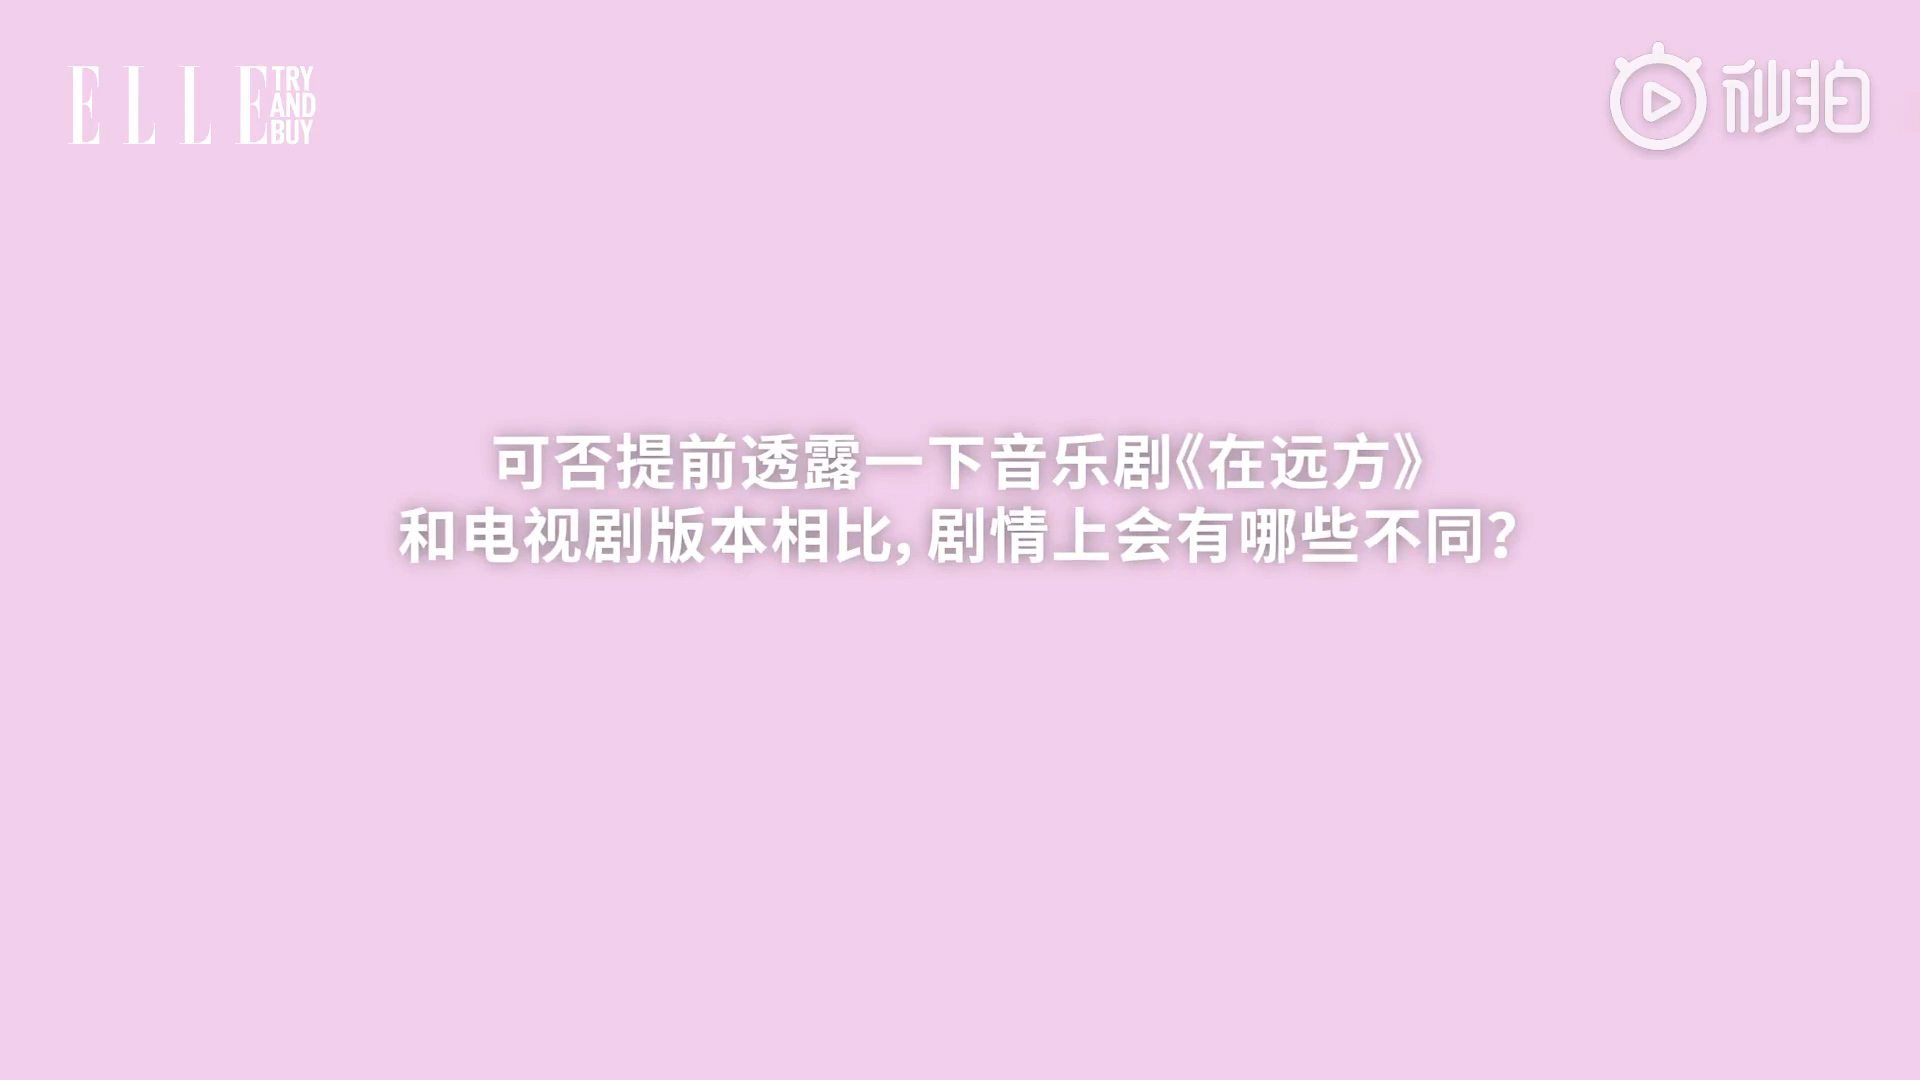 ELLE
TRY
AND
BUY
秒拍
可否提前透露一下音乐剧《在远方》
和电视剧版本相比，剧情上会有哪些不同？